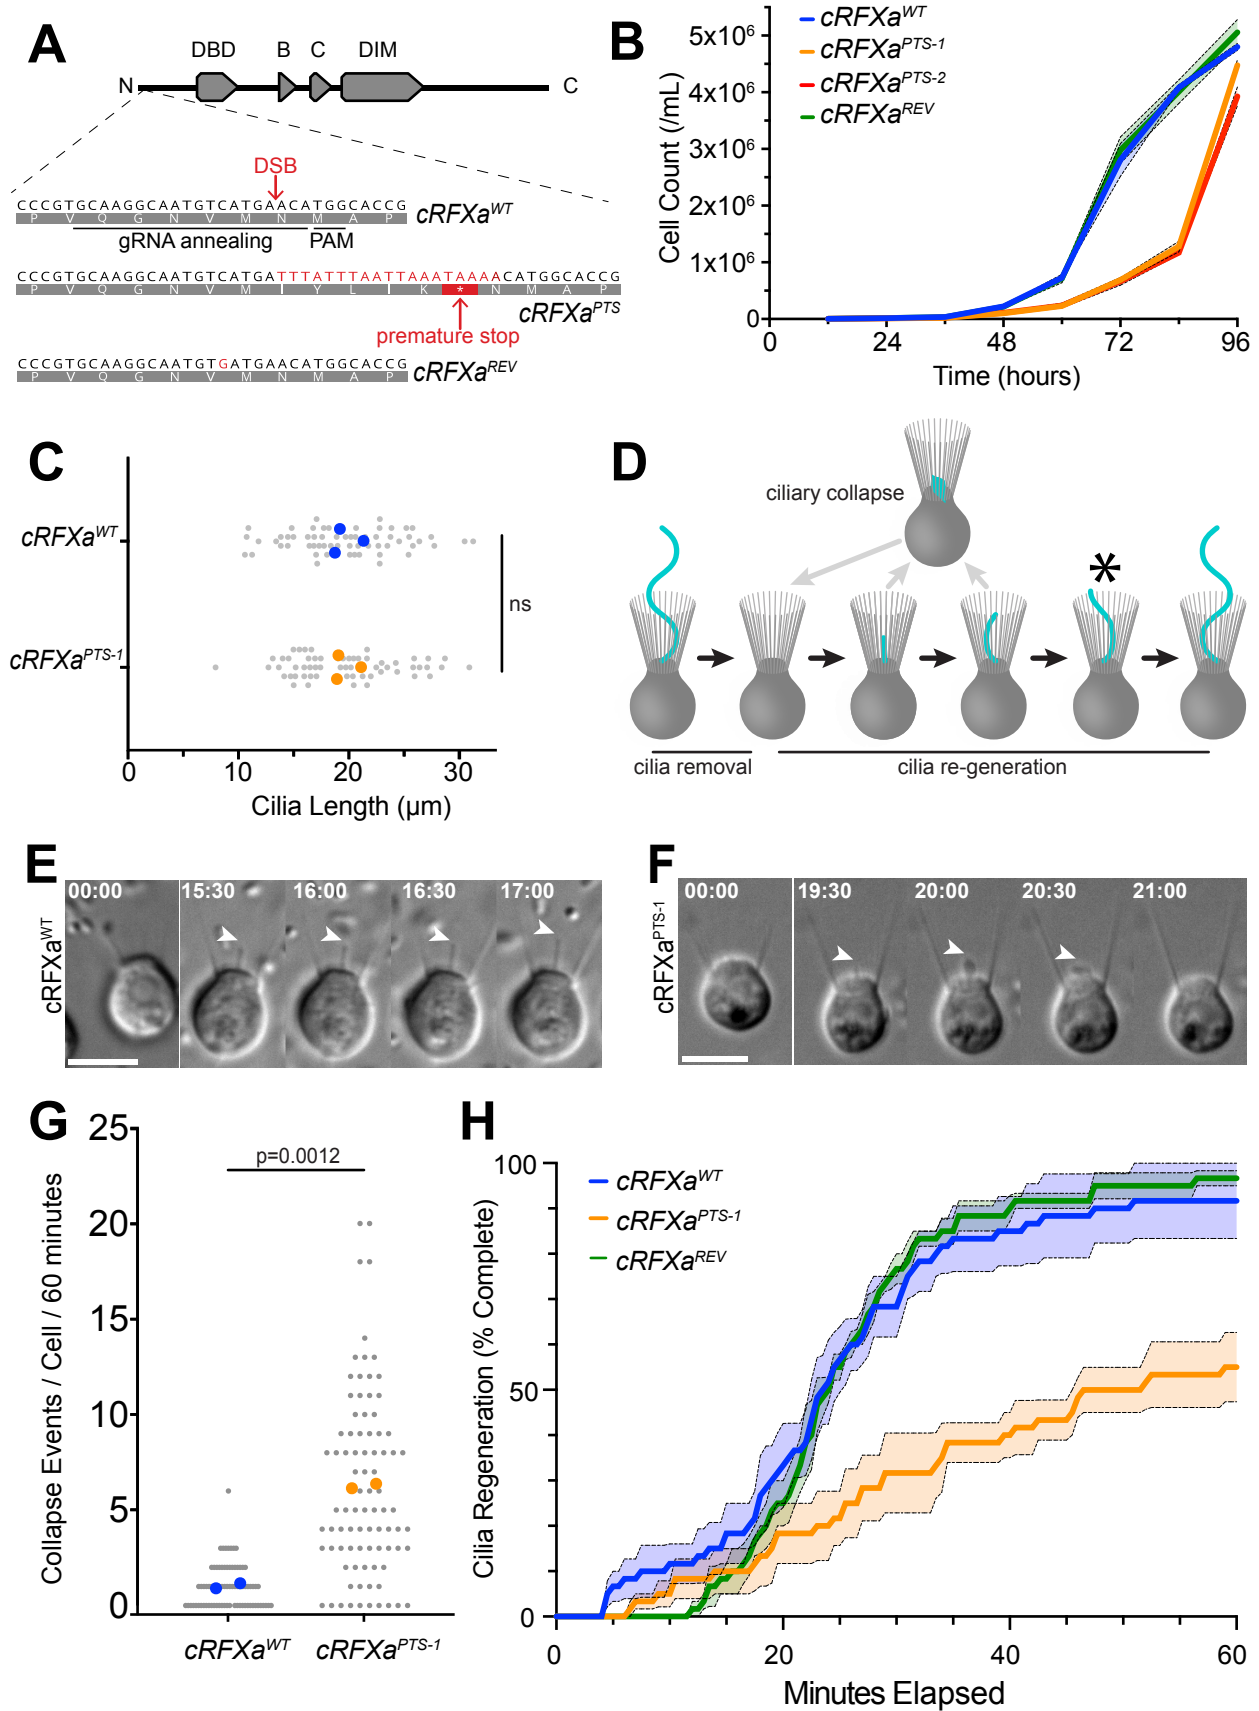 A
DBD B C DIM
N C
DSB
CCCGTGCAAGGCAATGTCATGAACATGGCACCG
P V Q G N V M N M A P
cRFXa^WT
gRNA annealing PAM
CCCGTGCAAGGCAATGTCATGATTTATTTAATTAAATAAAACATGGCACCG
P V Q G N V M I Y L I K * N M A P
cRFXa^PTS
premature stop
CCCGTGCAAGGCAATGTGATGAACATGGCACCG
P V Q G N V M N M A P
cRFXa^REV
B
cRFXa^WT
cRFXa^PTS-1
cRFXa^PTS-2
cRFXa^REV
Cell Count (/mL)
5x10^6
4x10^6
3x10^6
2x10^6
1x10^6
0
0 24 48 72 96
Time (hours)
C
cRFXa^WT
cRFXa^PTS-1
ns
0 10 20 30
Cilia Length (µm)
D
ciliary collapse
*
cilia removal
cilia re-generation
E
cRFXa^WT
00:00 15:30 16:00 16:30 17:00
F
cRFXa^PTS-1
00:00 19:30 20:00 20:30 21:00
G
Collapse Events / Cell / 60 minutes
25
20
15
10
5
0
p=0.0012
cRFXa^WT cRFXa^PTS-1
H
Cilia Regeneration (% Complete)
100
50
0
cRFXa^WT
cRFXa^PTS-1
cRFXa^REV
0 20 40 60
Minutes Elapsed